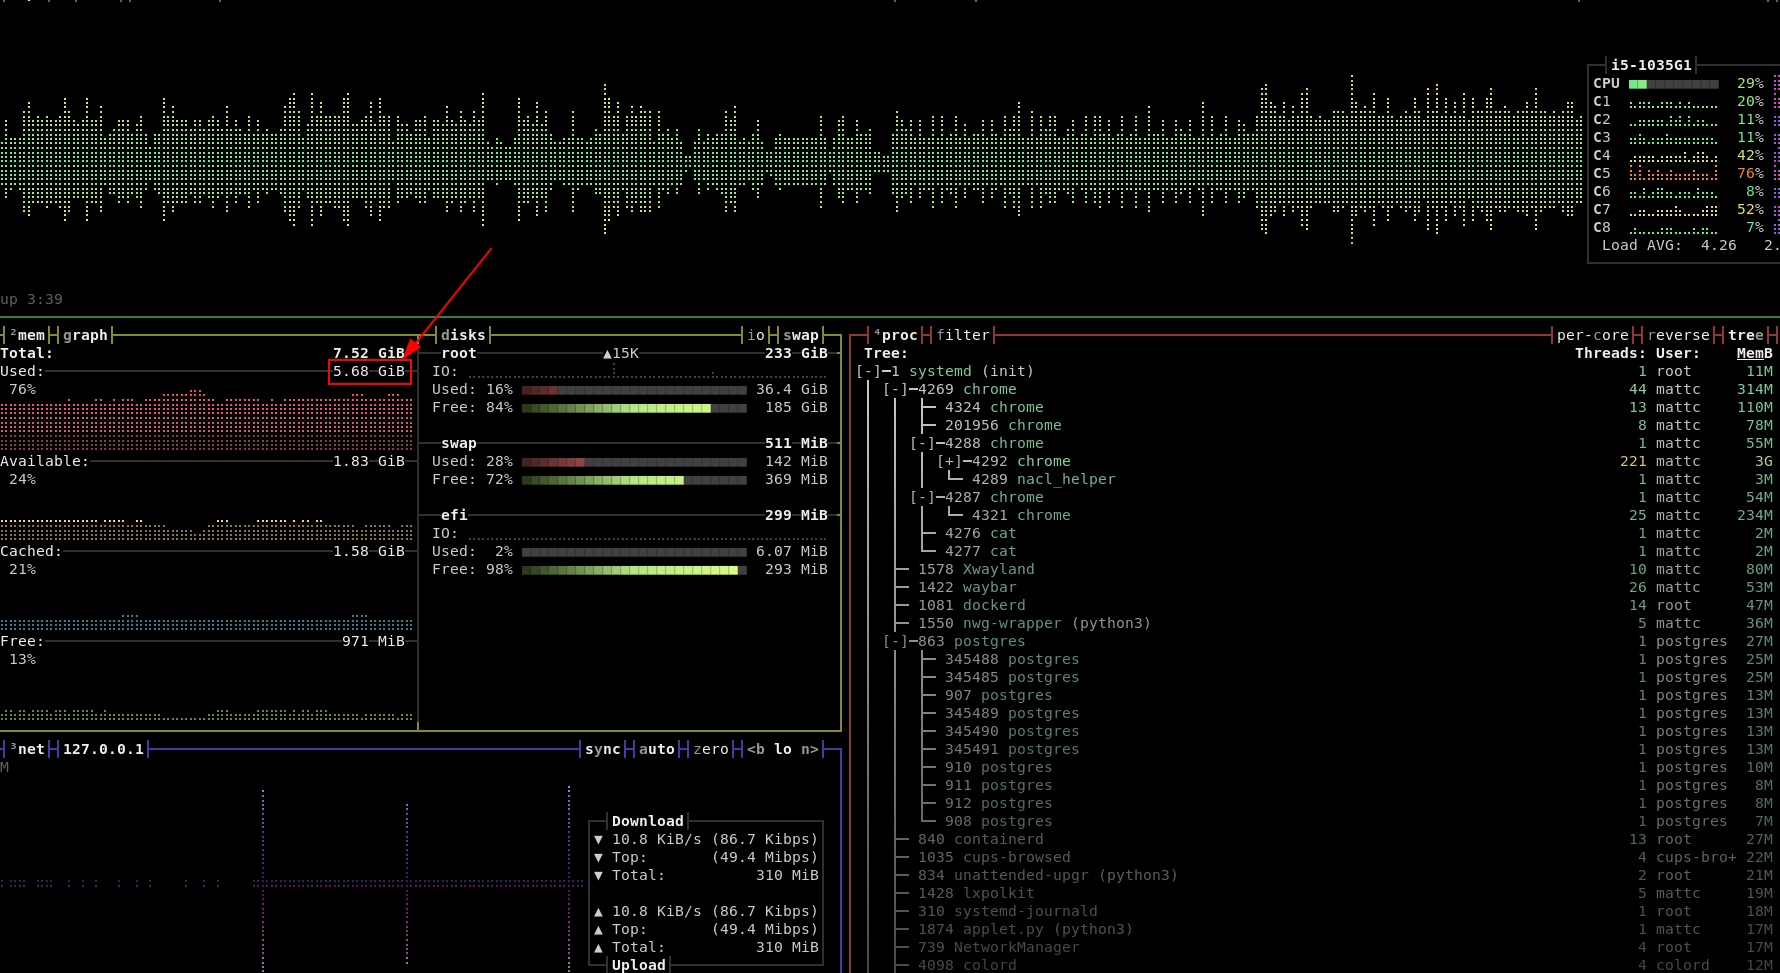 i5-1035G1
CPU 29%
C1 20%
C2 11%
C3 11%
C4 42%
C5 76%
C6 8%
C7 52%
C8 7%
Load AVG: 4.26 2.
up 3:39
²mem graph
Total: 7.52 GiB
Used: 5.68 GiB
76%
Available: 1.83 GiB
24%
Cached: 1.58 GiB
21%
Free: 971 MiB
13%
disks io swap
root ▲15K 233 GiB
IO:
Used: 16% 36.4 GiB
Free: 84% 185 GiB
swap 511 MiB
Used: 28% 142 MiB
Free: 72% 369 MiB
efi 299 MiB
IO:
Used: 2% 6.07 MiB
Free: 98% 293 MiB
³net 127.0.0.1 sync auto zero <b lo n>
M
Download
▼ 10.8 KiB/s (86.7 Kibps)
▼ Top: (49.4 Mibps)
▼ Total: 310 MiB
▲ 10.8 KiB/s (86.7 Kibps)
▲ Top: (49.4 Mibps)
▲ Total: 310 MiB
Upload
⁴proc filter per-core reverse tree
Tree: Threads: User: MemB
[-]─1 systemd (init) 1 root 11M
[-]─4269 chrome 44 mattc 314M
├─ 4324 chrome 13 mattc 110M
├─ 201956 chrome 8 mattc 78M
[-]─4288 chrome 1 mattc 55M
[+]─4292 chrome 221 mattc 3G
└─ 4289 nacl_helper 1 mattc 3M
[-]─4287 chrome 1 mattc 54M
└─ 4321 chrome 25 mattc 234M
├─ 4276 cat 1 mattc 2M
└─ 4277 cat 1 mattc 2M
├─ 1578 Xwayland 10 mattc 80M
├─ 1422 waybar 26 mattc 53M
├─ 1081 dockerd 14 root 47M
├─ 1550 nwg-wrapper (python3) 5 mattc 36M
[-]─863 postgres 1 postgres 27M
├─ 345488 postgres 1 postgres 25M
├─ 345485 postgres 1 postgres 25M
├─ 907 postgres 1 postgres 13M
├─ 345489 postgres 1 postgres 13M
├─ 345490 postgres 1 postgres 13M
├─ 345491 postgres 1 postgres 13M
├─ 910 postgres 1 postgres 10M
├─ 911 postgres 1 postgres 8M
├─ 912 postgres 1 postgres 8M
└─ 908 postgres 1 postgres 7M
├─ 840 containerd 13 root 27M
├─ 1035 cups-browsed 4 cups-bro+ 22M
├─ 834 unattended-upgr (python3) 2 root 21M
├─ 1428 lxpolkit 5 mattc 19M
├─ 310 systemd-journald 1 root 18M
├─ 1874 applet.py (python3) 1 mattc 17M
├─ 739 NetworkManager 4 root 17M
├─ 4098 colord 4 colord 12M